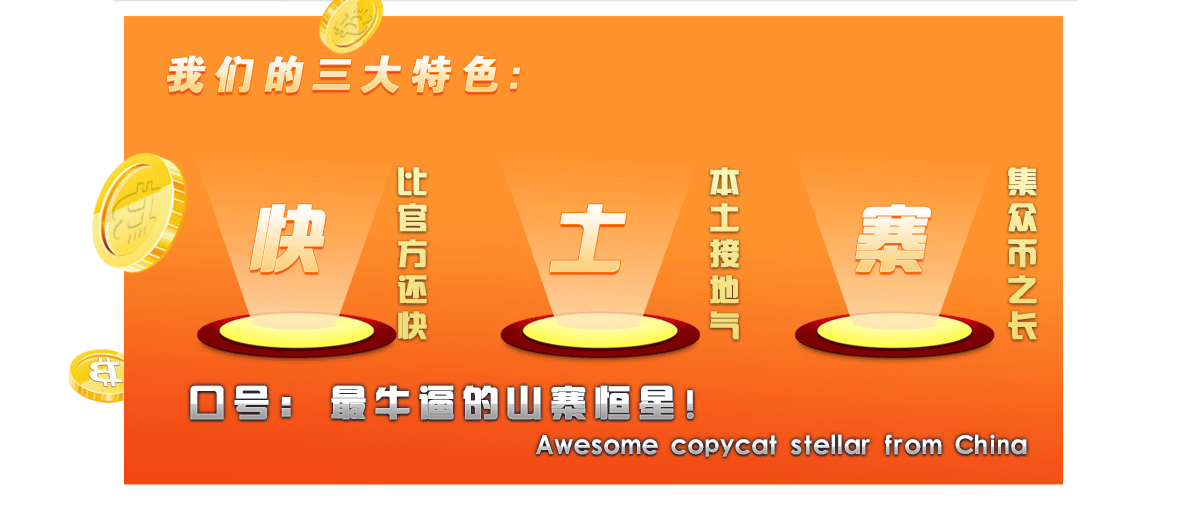 我们的三大特色:
快
比官方还快
土
本土接地气
寨
集众币之长
口号: 最牛逼的山寨恒星!
Awesome copycat stellar from China